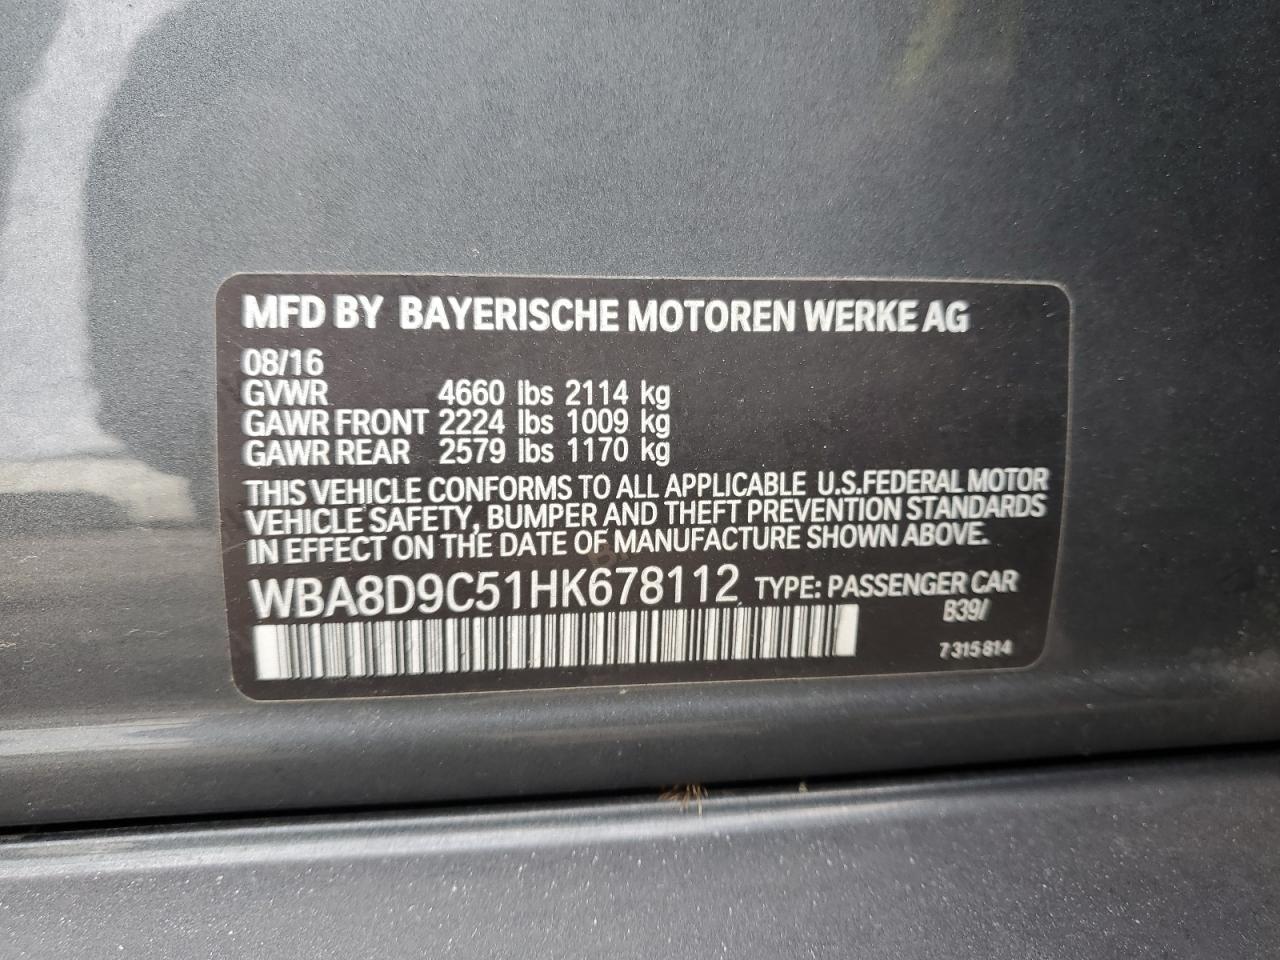 MFD BY BAYERISCHE MOTOREN WERKE AG
08/16
GVWR 4660 lbs 2114 kg
GAWR FRONT 2224 lbs 1009 kg
GAWR REAR 2579 lbs 1170 kg
THIS VEHICLE CONFORMS TO ALL APPLICABLE U.S.FEDERAL MOTOR
VEHICLE SAFETY, BUMPER AND THEFT PREVENTION STANDARDS
IN EFFECT ON THE DATE OF MANUFACTURE SHOWN ABOVE.
WBA8D9C51HK678112 TYPE: PASSENGER CAR
B39/
7 315 814